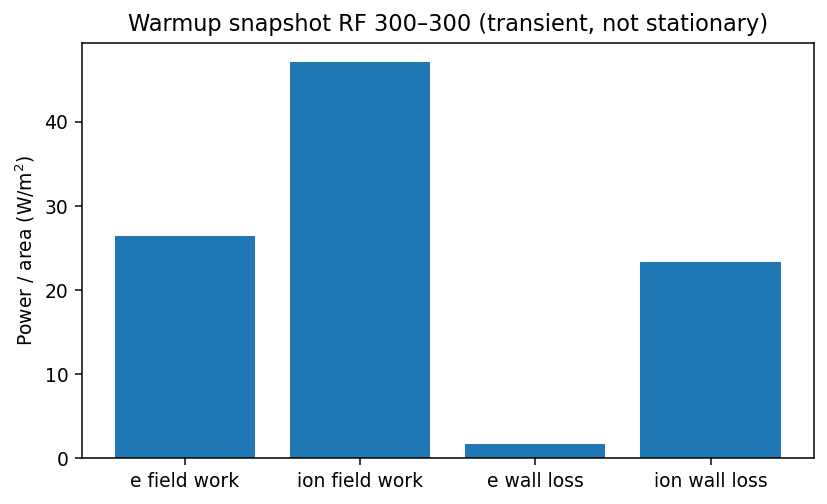 Warmup snapshot RF 300–300 (transient, not stationary)
Power / area (W/m²)
40
30
20
10
0
e field work
ion field work
e wall loss
ion wall loss